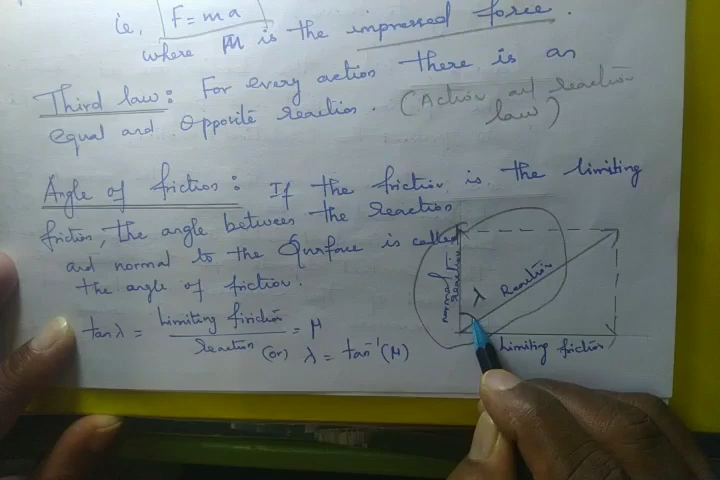 ie, F = ma
where m is the impressed force.
Third law: For every action there is an
equal and opposite reaction. (Action and reaction
law)
Angle of friction: If the friction is the limiting
friction, the angle between the reaction
and normal to the surface is called
the angle of friction.
tan λ = Limiting friction / reaction = μ
(or) λ = tan⁻¹(μ)
normal reaction
λ
Reaction
Limiting friction